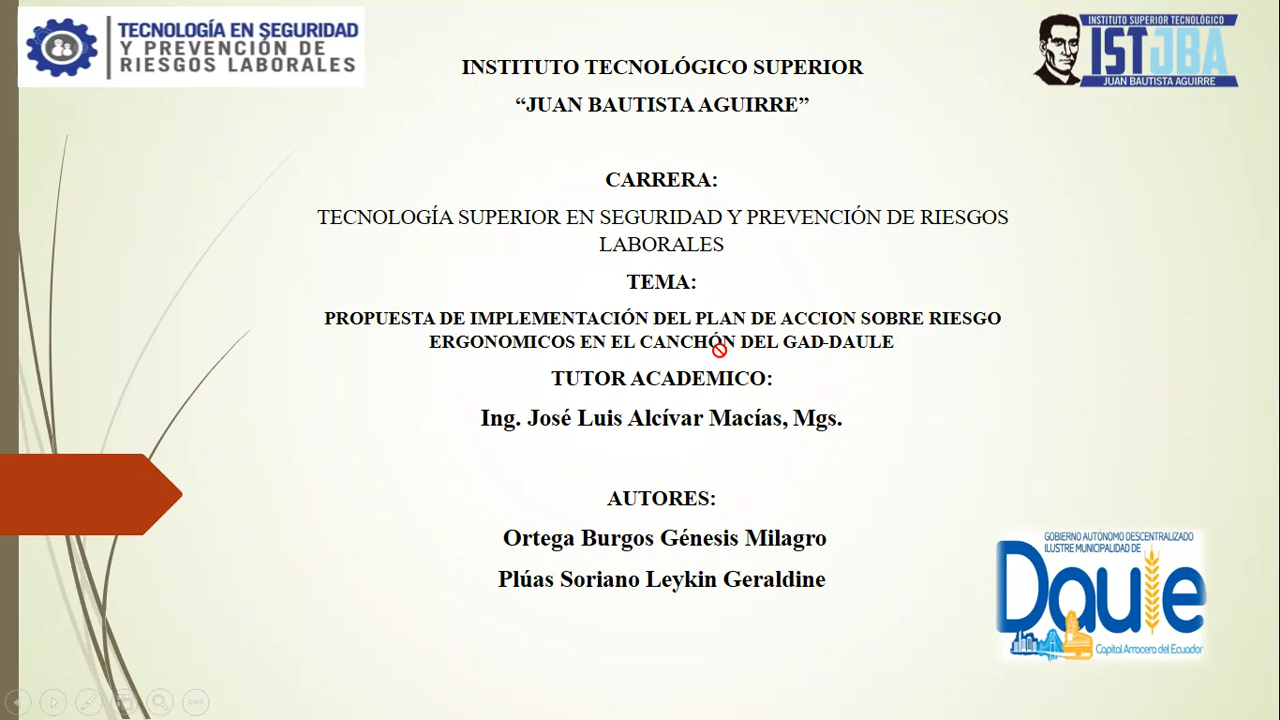 TECNOLOGÍA EN SEGURIDAD
Y PREVENCIÓN DE
RIESGOS LABORALES
INSTITUTO SUPERIOR TECNOLÓGICO
ISTJBA
JUAN BAUTISTA AGUIRRE
INSTITUTO TECNOLÓGICO SUPERIOR
“JUAN BAUTISTA AGUIRRE”
CARRERA:
TECNOLOGÍA SUPERIOR EN SEGURIDAD Y PREVENCIÓN DE RIESGOS
LABORALES
TEMA:
PROPUESTA DE IMPLEMENTACIÓN DEL PLAN DE ACCION SOBRE RIESGO
ERGONOMICOS EN EL CANCHÓN DEL GAD-DAULE
TUTOR ACADEMICO:
Ing. José Luis Alcívar Macías, Mgs.
AUTORES:
Ortega Burgos Génesis Milagro
Plúas Soriano Leykin Geraldine
GOBIERNO AUTÓNOMO DESCENTRALIZADO
ILUSTRE MUNICIPALIDAD DE
Daule
Capital Arrocera del Ecuador